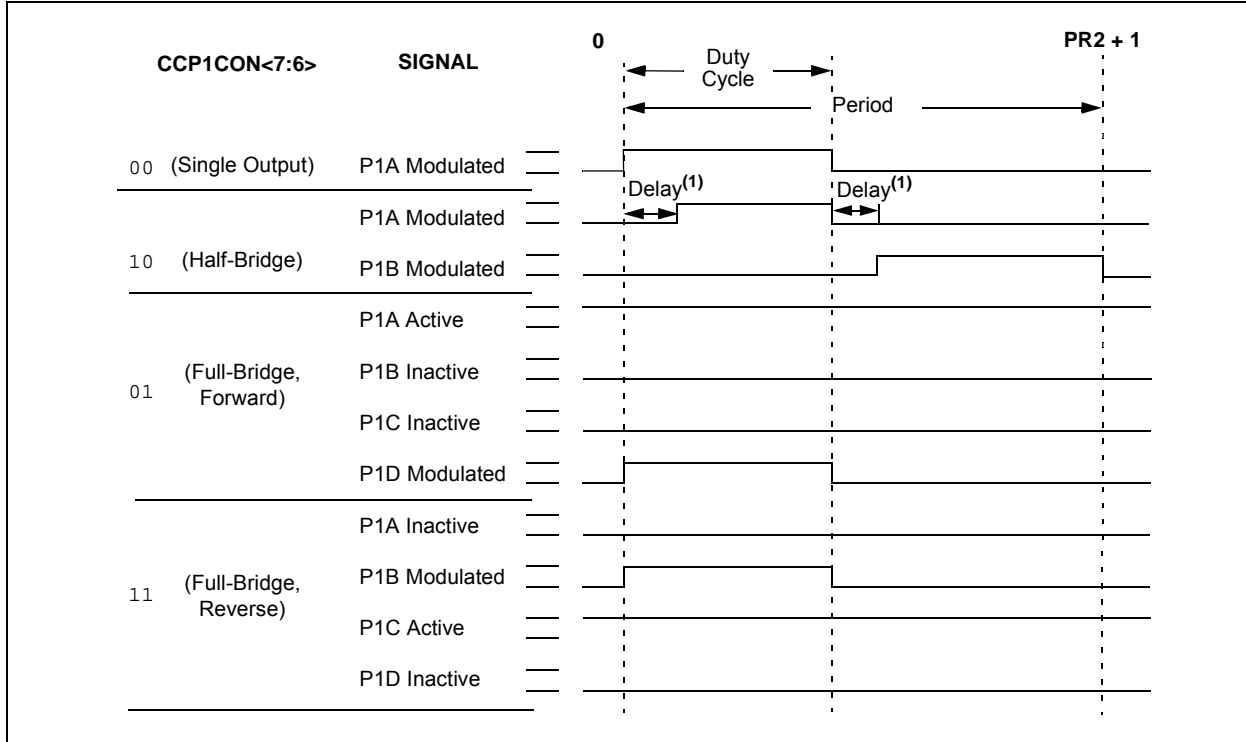 CCP1CON<7:6>
SIGNAL
0
PR2 + 1
Duty
Cycle
Period
00 (Single Output) P1A Modulated
Delay(1)
Delay(1)
P1A Modulated
10 (Half-Bridge)
P1B Modulated
P1A Active
01 (Full-Bridge,
Forward)
P1B Inactive
P1C Inactive
P1D Modulated
P1A Inactive
11 (Full-Bridge,
Reverse)
P1B Modulated
P1C Active
P1D Inactive